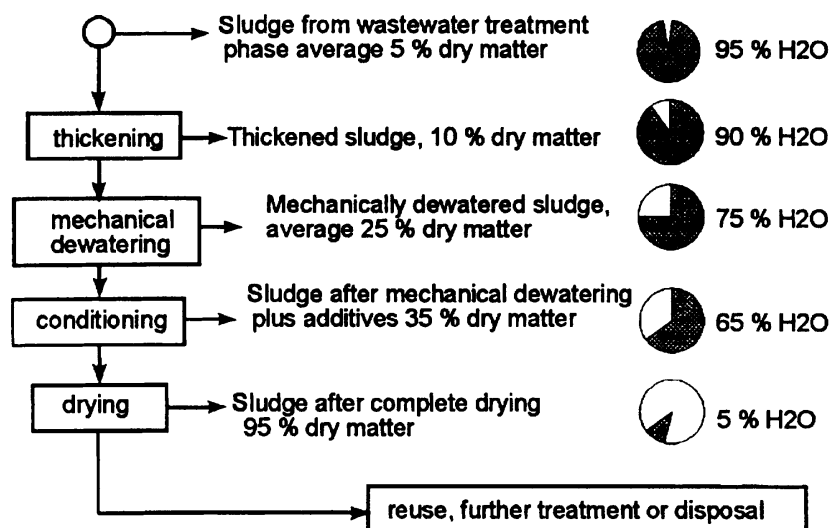 Sludge from wastewater treatment
phase average 5 % dry matter
95 % H2O
thickening
Thickened sludge, 10 % dry matter
90 % H2O
mechanical
dewatering
Mechanically dewatered sludge,
average 25 % dry matter
75 % H2O
conditioning
Sludge after mechanical dewatering
plus additives 35 % dry matter
65 % H2O
drying
Sludge after complete drying
95 % dry matter
5 % H2O
reuse, further treatment or disposal